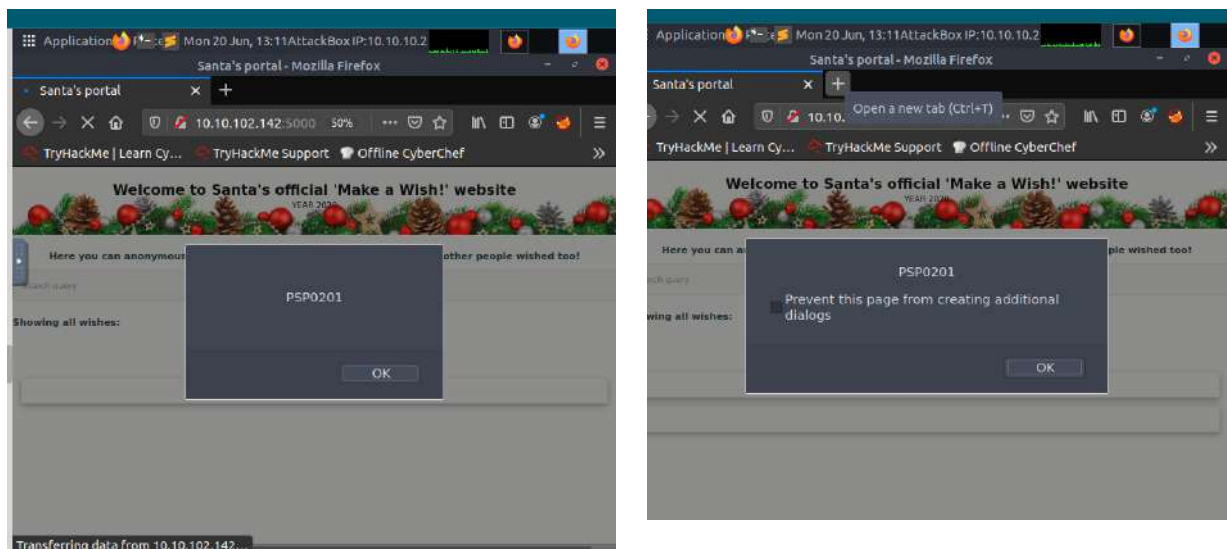 Application Mon 20 Jun, 13:11 AttackBox IP:10.10.10.2
Santa's portal - Mozilla Firefox
Santa's portal
10.10.102.142:5000 50%
TryHackMe | Learn Cy... TryHackMe Support Offline CyberChef
Welcome to Santa's official 'Make a Wish!' website
YEAR 2020
Here you can anonymous other people wished too!
Search query
Showing all wishes:
PSP0201
OK
Transferring data from 10.10.102.142...
Application Mon 20 Jun, 13:11 AttackBox IP:10.10.10.2
Santa's portal - Mozilla Firefox
Santa's portal
Open a new tab (Ctrl+T)
10.10.
TryHackMe | Learn Cy... TryHackMe Support Offline CyberChef
Welcome to Santa's official 'Make a Wish!' website
YEAR 2020
Here you can a ple wished too!
query
wing all wishes:
PSP0201
Prevent this page from creating additional
dialogs
OK